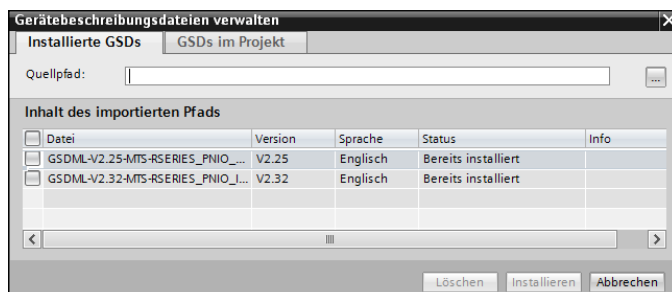 Gerätebeschreibungsdateien verwalten
Installierte GSDs GSDs im Projekt
Quellpfad:
...
Inhalt des importierten Pfads
Datei Version Sprache Status Info
GSDML-V2.25-MTS-RSERIES_PNIO_... V2.25 Englisch Bereits installiert
GSDML-V2.32-MTS-RSERIES_PNIO_I... V2.32 Englisch Bereits installiert
Löschen Installieren Abbrechen